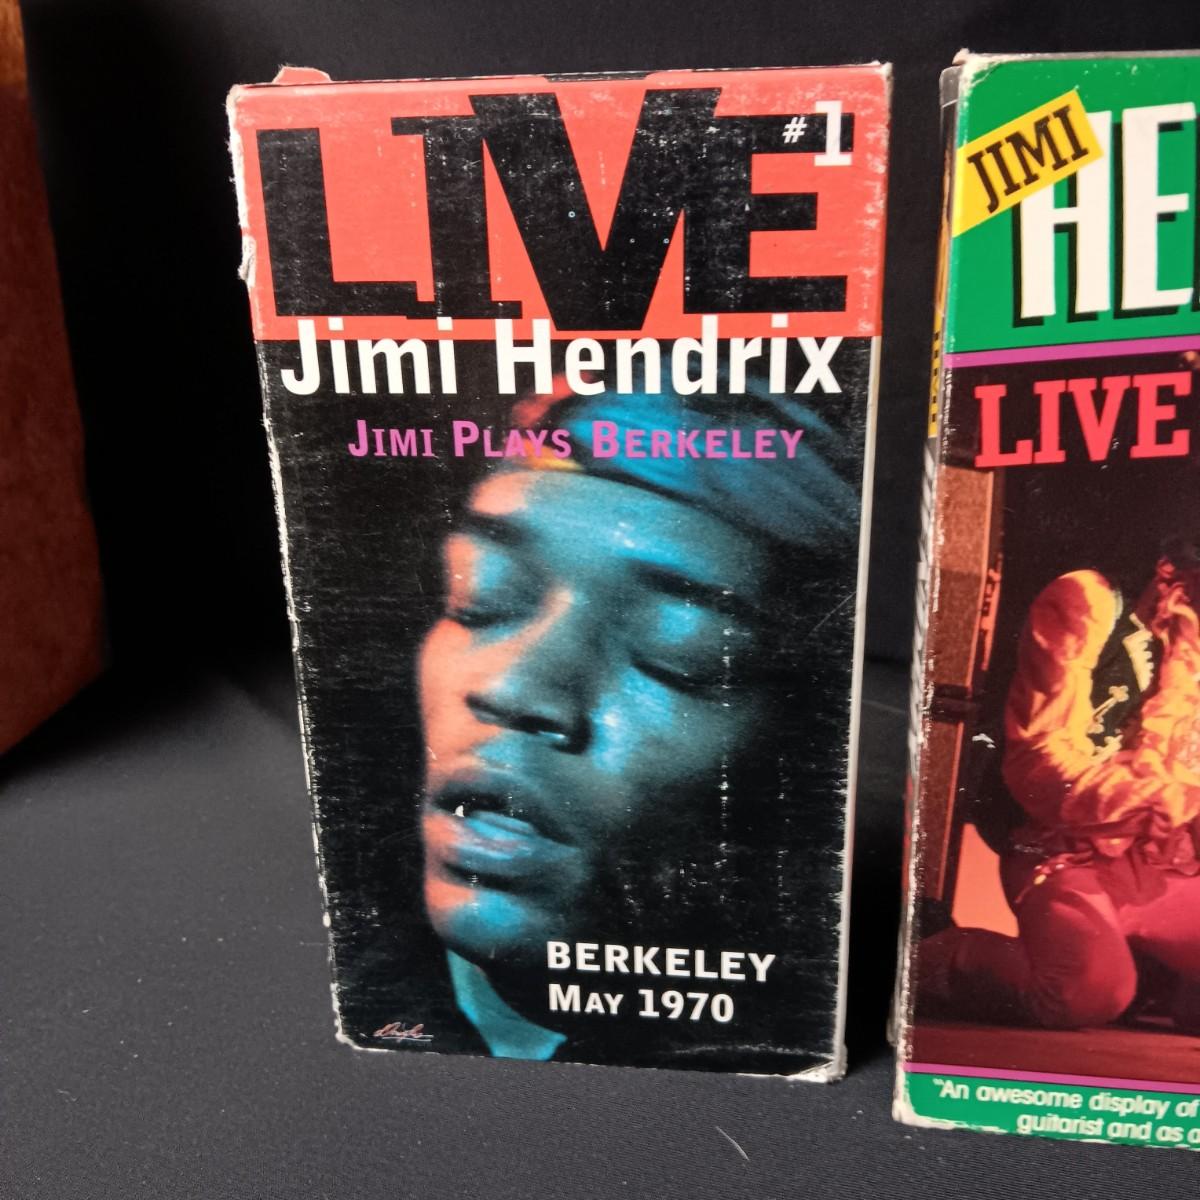 LIVE #1
Jimi Hendrix
JIMI PLAYS BERKELEY
BERKELEY
MAY 1970
JIMI
HE
LIVE
"An awesome display of
guitarist and as a